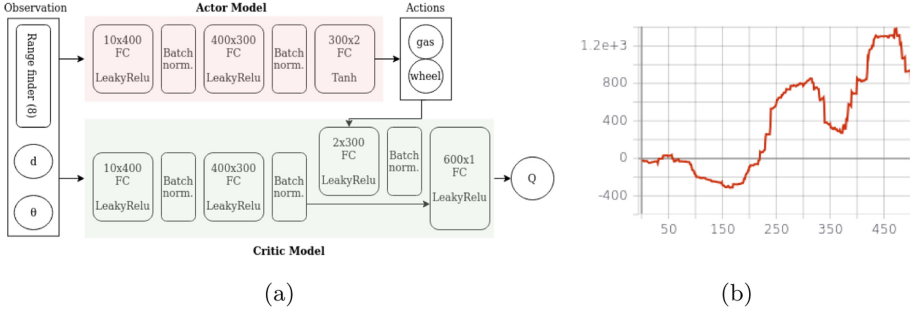 Observation
Actor Model
Actions
Range finder (8)
d
θ
10x400
FC
LeakyRelu
Batch
norm.
400x300
FC
LeakyRelu
Batch
norm.
300x2
FC
Tanh
gas
wheel
10x400
FC
LeakyRelu
Batch
norm.
400x300
FC
LeakyRelu
Batch
norm.
2x300
FC
LeakyRelu
Batch
norm.
600x1
FC
LeakyRelu
Q
Critic Model
(a)
1.2e+3
800
400
0
-400
50
150
250
350
450
(b)